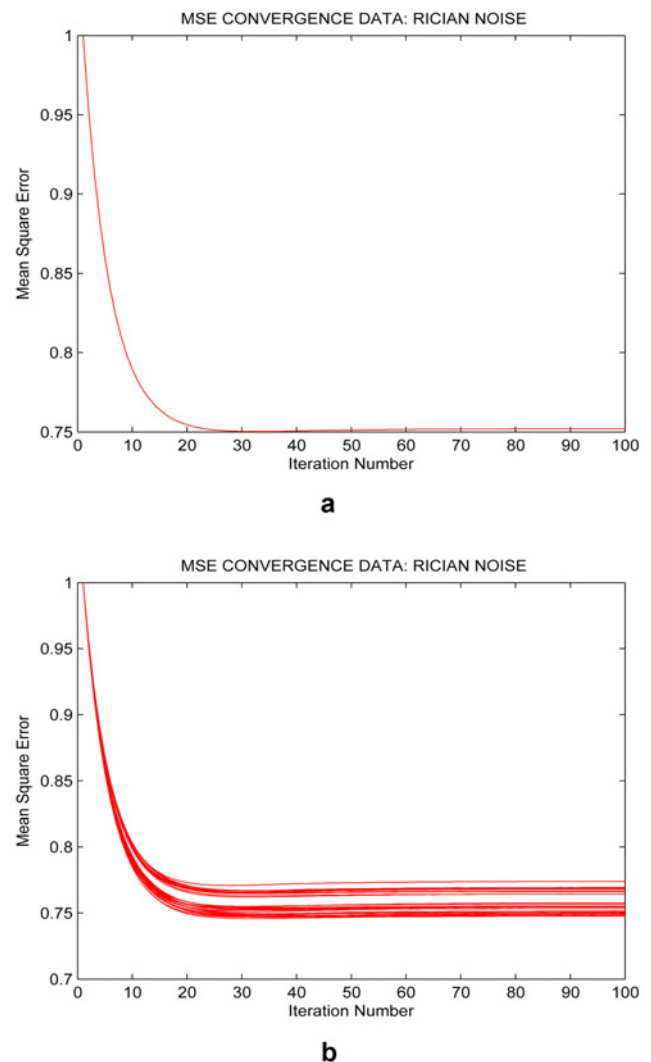 MSE CONVERGENCE DATA: RICIAN NOISE
1
0.95
0.9
0.85
0.8
0.75
Mean Square Error
0 10 20 30 40 50 60 70 80 90 100
Iteration Number
a
MSE CONVERGENCE DATA: RICIAN NOISE
1
0.95
0.9
0.85
0.8
0.75
0.7
Mean Square Error
0 10 20 30 40 50 60 70 80 90 100
Iteration Number
b